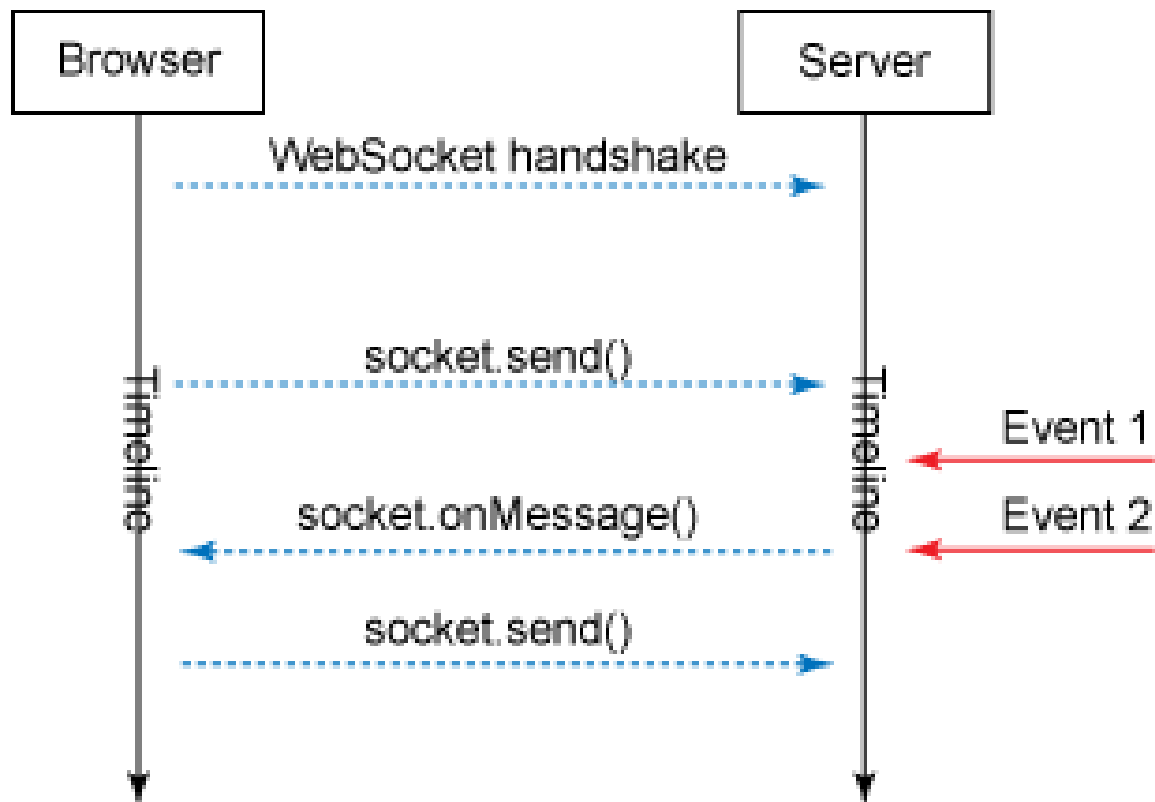 Browser
Server
WebSocket handshake
socket.send()
Timeline
Timeline
Event 1
socket.onMessage()
Event 2
socket.send()